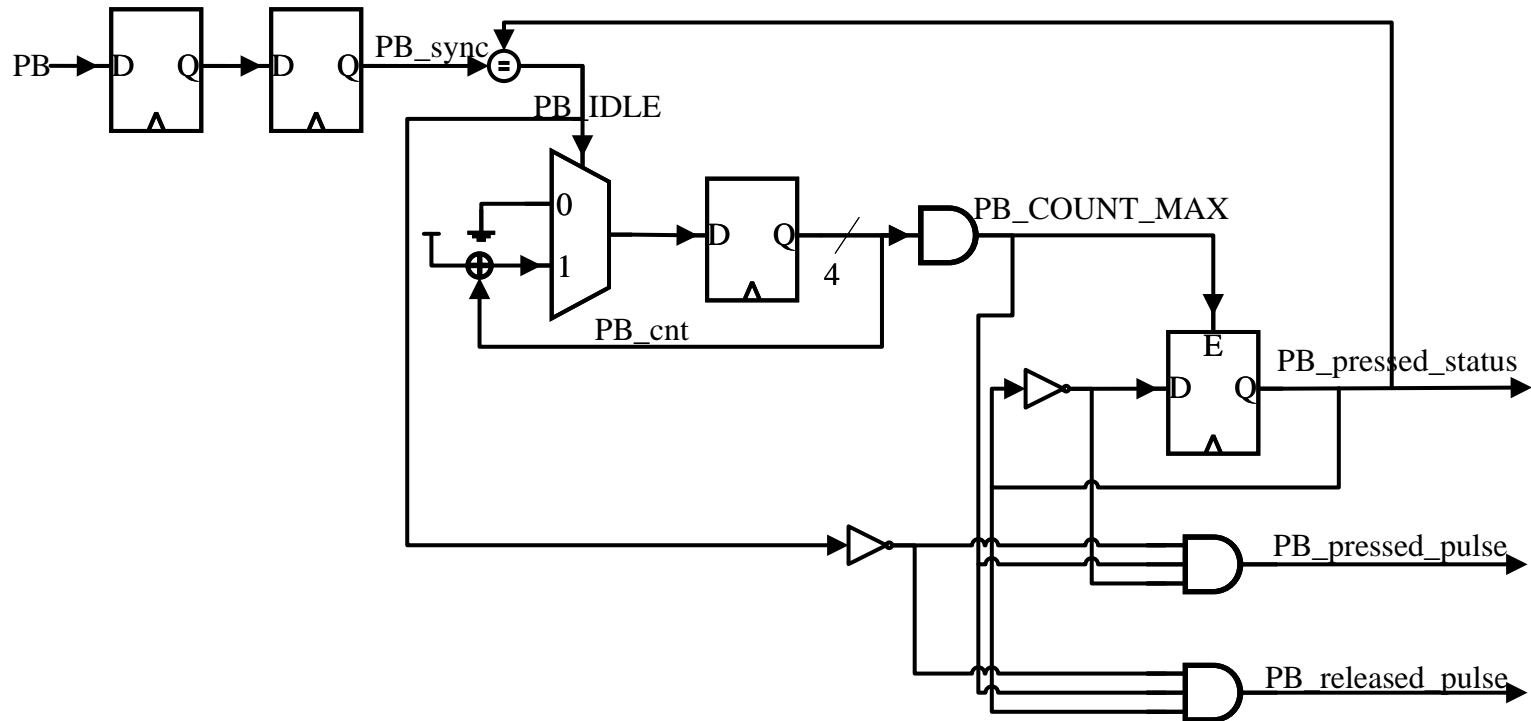 PB
D
Q
D
Q
PB_sync
=
PB_IDLE
0
1
D
Q
4
PB_COUNT_MAX
PB_cnt
E
D
Q
PB_pressed_status
PB_pressed_pulse
PB_released_pulse